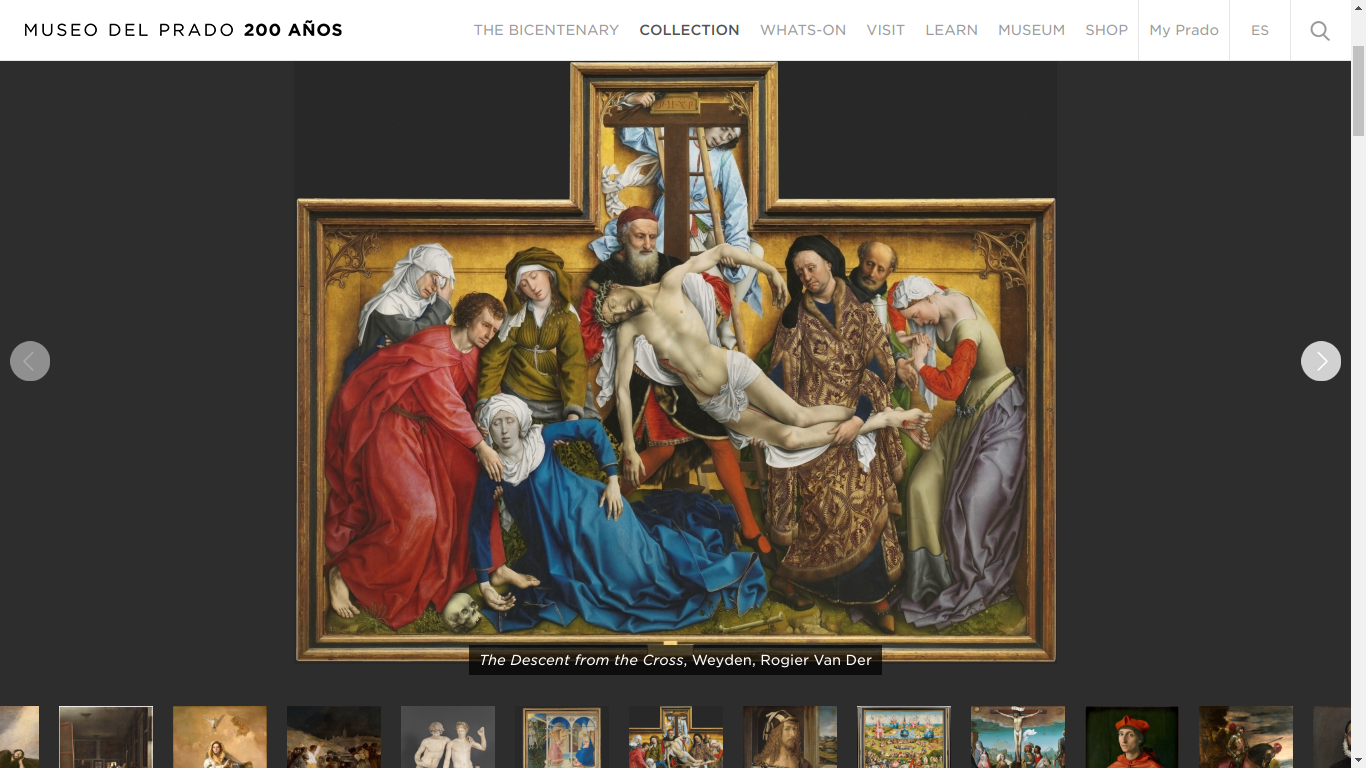 MUSEO DEL PRADO 200 AÑOS
THE BICENTENARY COLLECTION WHATS-ON VISIT LEARN MUSEUM SHOP My Prado ES
The Descent from the Cross, Weyden, Rogier Van Der